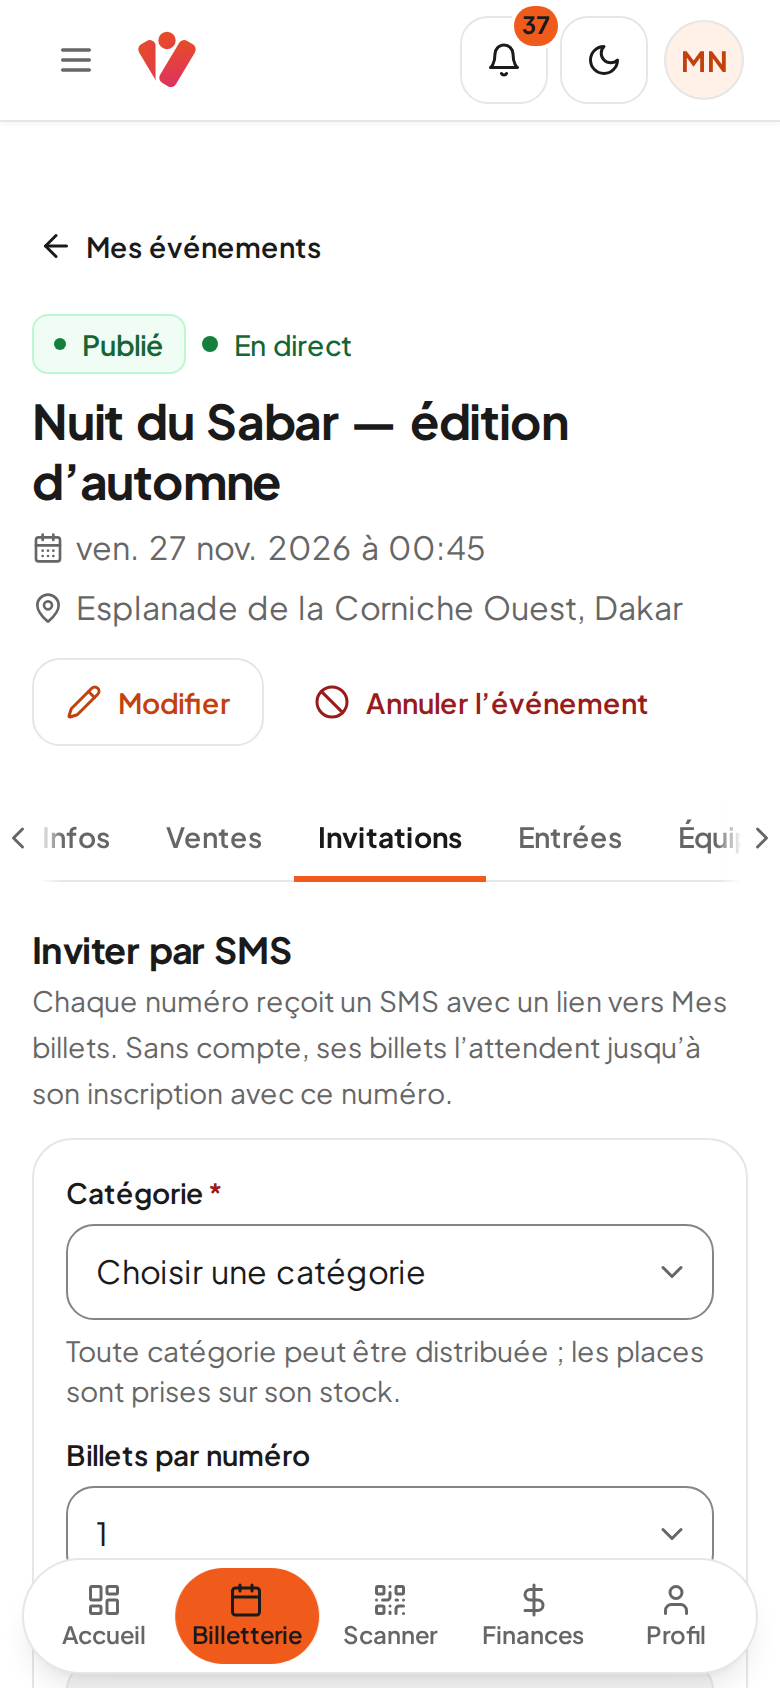 37
MN
Mes événements
Publié
En direct
Nuit du Sabar — édition
d’automne
ven. 27 nov. 2026 à 00:45
Esplanade de la Corniche Ouest, Dakar
Modifier
Annuler l’événement
Infos
Ventes
Invitations
Entrées
Équip
Inviter par SMS
Chaque numéro reçoit un SMS avec un lien vers Mes
billets. Sans compte, ses billets l’attendent jusqu’à
son inscription avec ce numéro.
Catégorie *
Choisir une catégorie
Toute catégorie peut être distribuée ; les places
sont prises sur son stock.
Billets par numéro
1
Accueil
Billetterie
Scanner
Finances
Profil